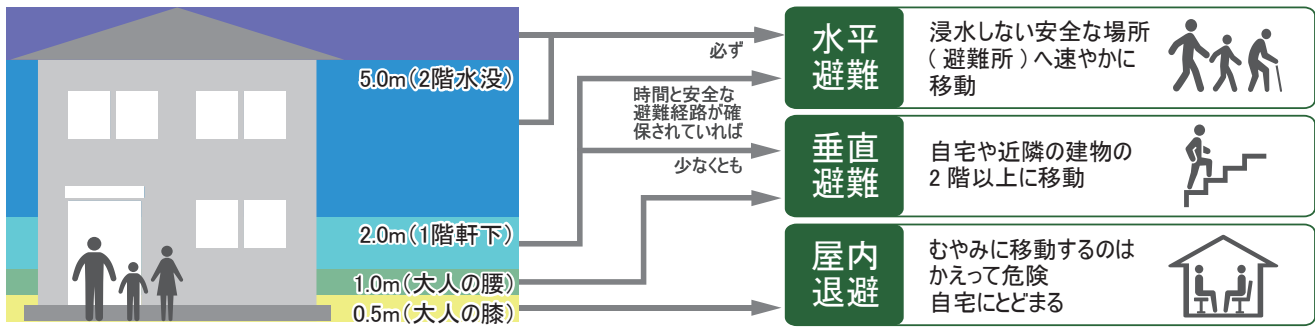 5.0m（2階水没）
2.0m（1階軒下）
1.0m（大人の腰）
0.5m（大人の膝）
必ず
時間と安全な
避難経路が確
保されていれば
少なくとも
水平
避難
浸水しない安全な場所
（避難所）へ速やかに
移動
垂直
避難
自宅や近隣の建物の
2階以上に移動
屋内
退避
むやみに移動するのは
かえって危険
自宅にとどまる